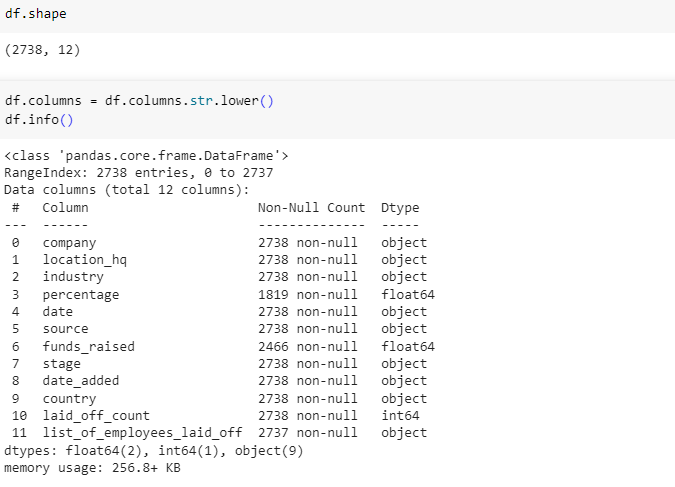 df.shape
(2738, 12)
df.columns = df.columns.str.lower()
df.info()
<class 'pandas.core.frame.DataFrame'>
RangeIndex: 2738 entries, 0 to 2737
Data columns (total 12 columns):
 #   Column                      Non-Null Count  Dtype
---  ------                      --------------  -----
 0   company                     2738 non-null   object
 1   location_hq                 2738 non-null   object
 2   industry                    2738 non-null   object
 3   percentage                  1819 non-null   float64
 4   date                        2738 non-null   object
 5   source                      2738 non-null   object
 6   funds_raised                2466 non-null   float64
 7   stage                       2738 non-null   object
 8   date_added                  2738 non-null   object
 9   country                     2738 non-null   object
 10  laid_off_count              2738 non-null   int64
 11  list_of_employees_laid_off  2737 non-null   object
dtypes: float64(2), int64(1), object(9)
memory usage: 256.8+ KB